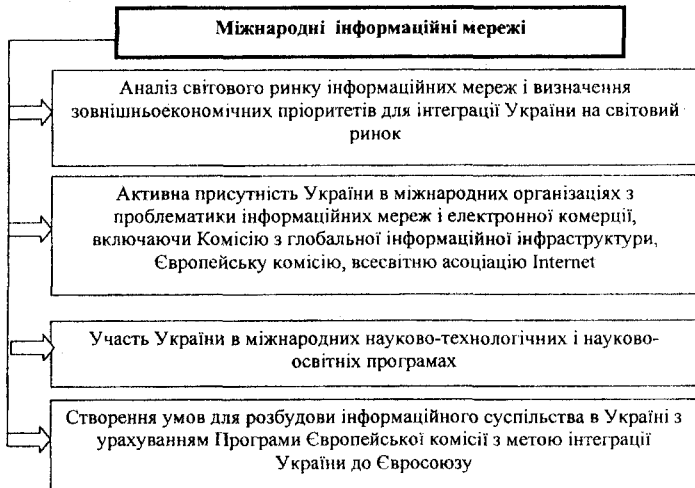 Міжнародні інформаційні мережі
Аналіз світового ринку інформаційних мереж і визначення
зовнішньоекономічних пріоритетів для інтеграції України на світовий
ринок
Активна присутність України в міжнародних організаціях з
проблематики інформаційних мереж і електронної комерції,
включаючи Комісію з глобальної інформаційної інфраструктури,
Європейську комісію, всесвітню асоціацію Internet
Участь України в міжнародних науково-технологічних і науково-
освітніх програмах
Створення умов для розбудови інформаційного суспільства в Україні з
урахуванням Програми Європейської комісії з метою інтеграції
України до Євросоюзу